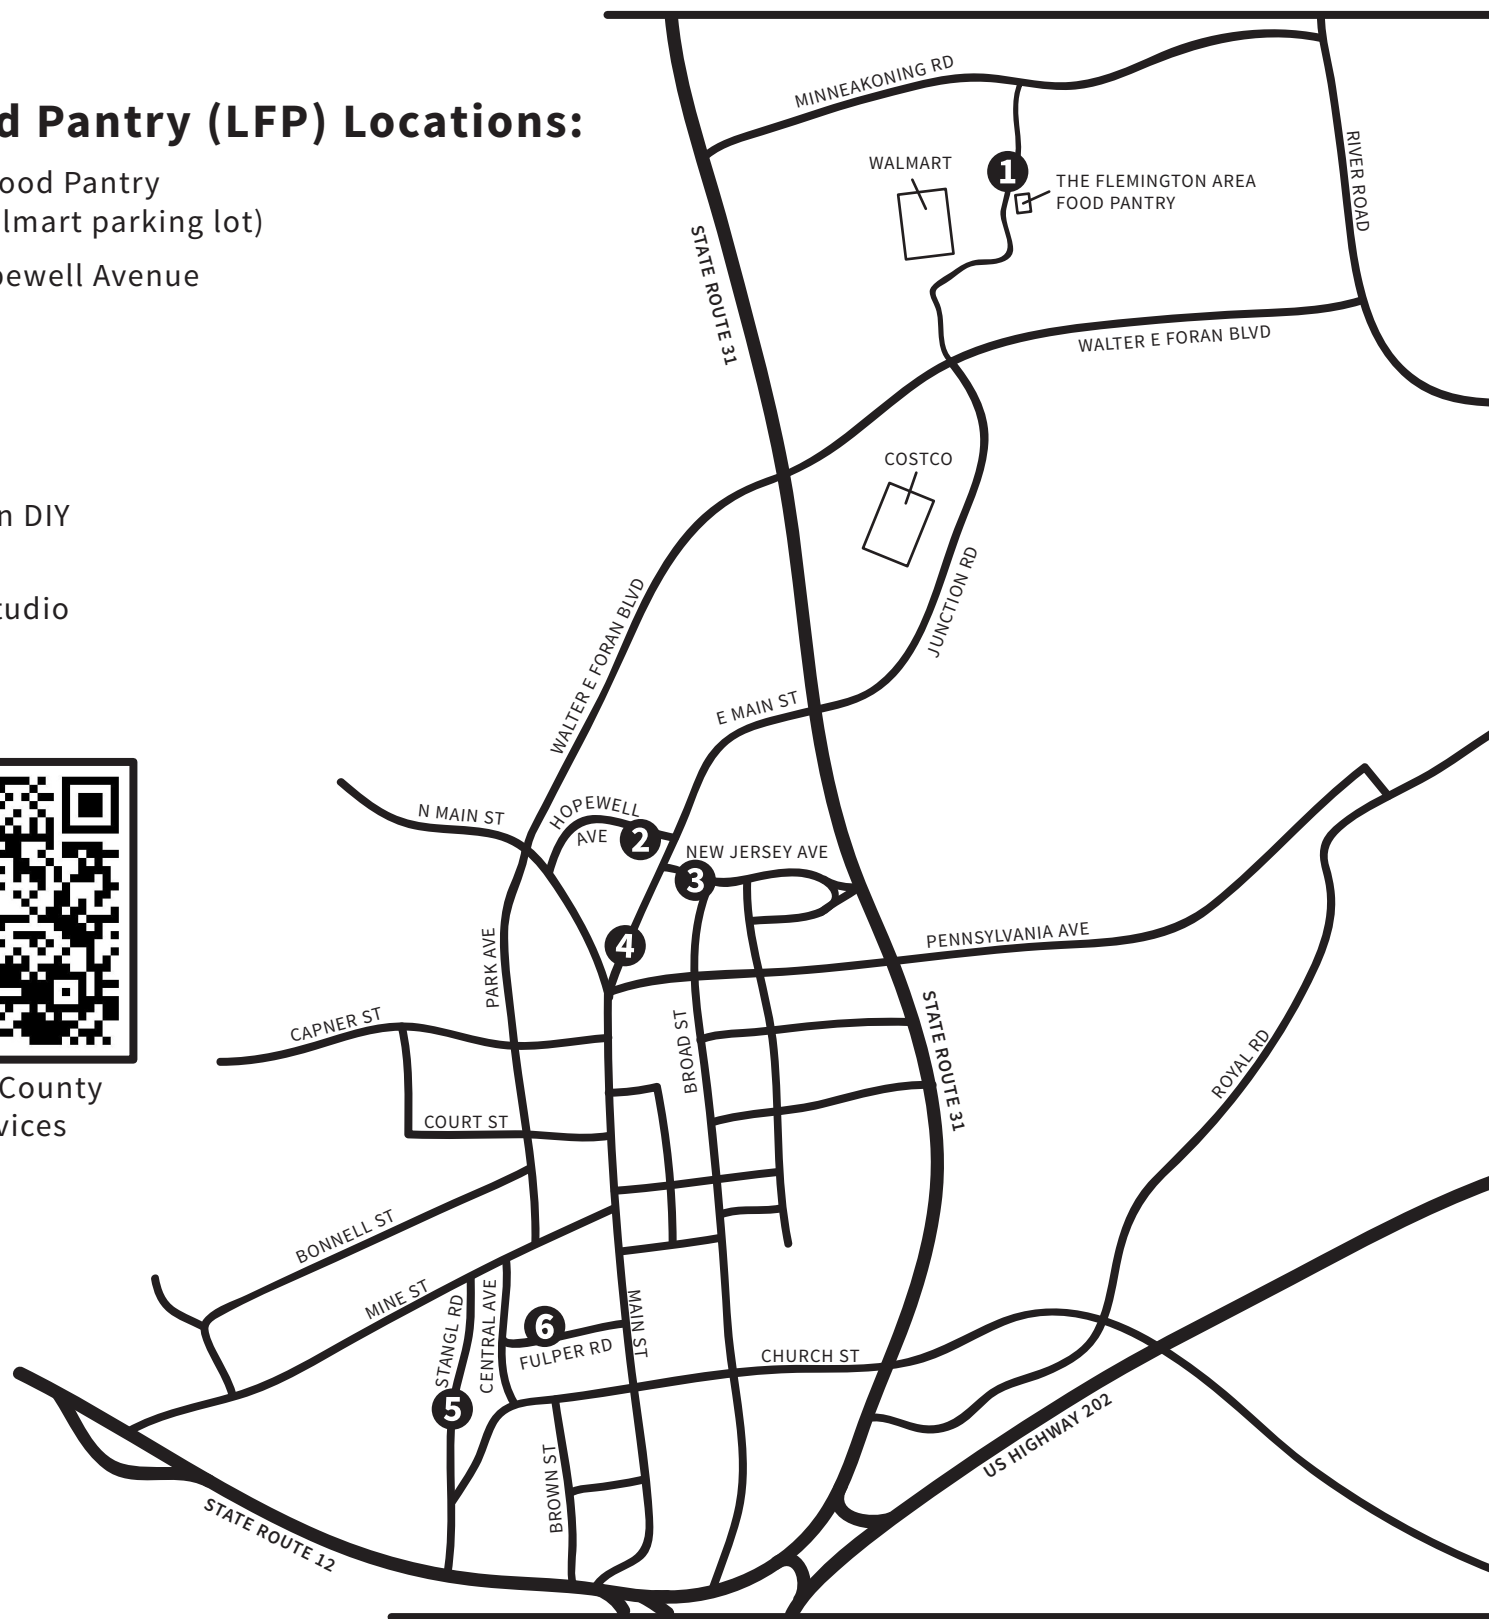 d Pantry (LFP) Locations:
ood Pantry
lmart parking lot)
pewell Avenue
n DIY
tudio
County
vices
MINNEAKONING RD
WALMART
1
THE FLEMINGTON AREA
FOOD PANTRY
RIVER ROAD
STATE ROUTE 31
WALTER E FORAN BLVD
COSTCO
JUNCTION RD
WALTER E FORAN BLVD
E MAIN ST
N MAIN ST
HOPEWELL
AVE
2
NEW JERSEY AVE
3
4
PARK AVE
PENNSYLVANIA AVE
CAPNER ST
BROAD ST
STATE ROUTE 31
ROYAL RD
COURT ST
BONNELL ST
MINE ST
STANGL RD
CENTRAL AVE
6
FULPER RD
MAIN ST
CHURCH ST
5
BROWN ST
US HIGHWAY 202
STATE ROUTE 12